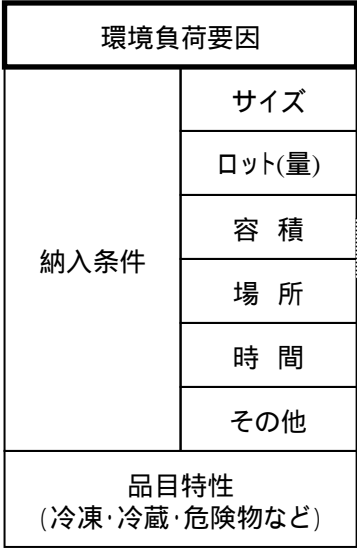 環境負荷要因
納入条件
サイズ
ロット(量)
容 積
場 所
時 間
その他
品目特性
(冷凍･冷蔵･危険物など)